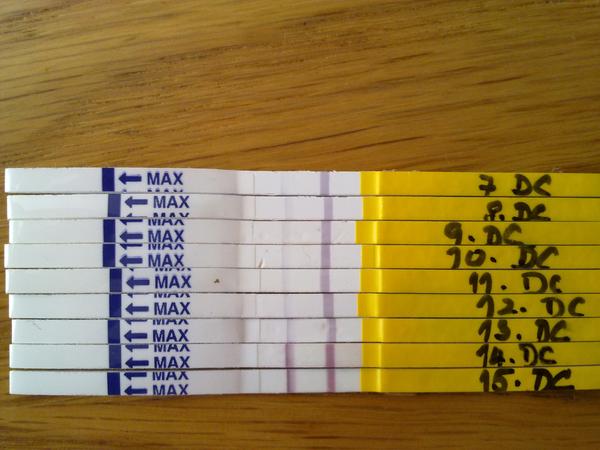 MAX 7 DC
MAX 8. DC
MAX 9. DC
MAX 10. DC
MAX 11. DC
MAX 12. DC
MAX 13. DC
MAX 14. DC
MAX 15. DC